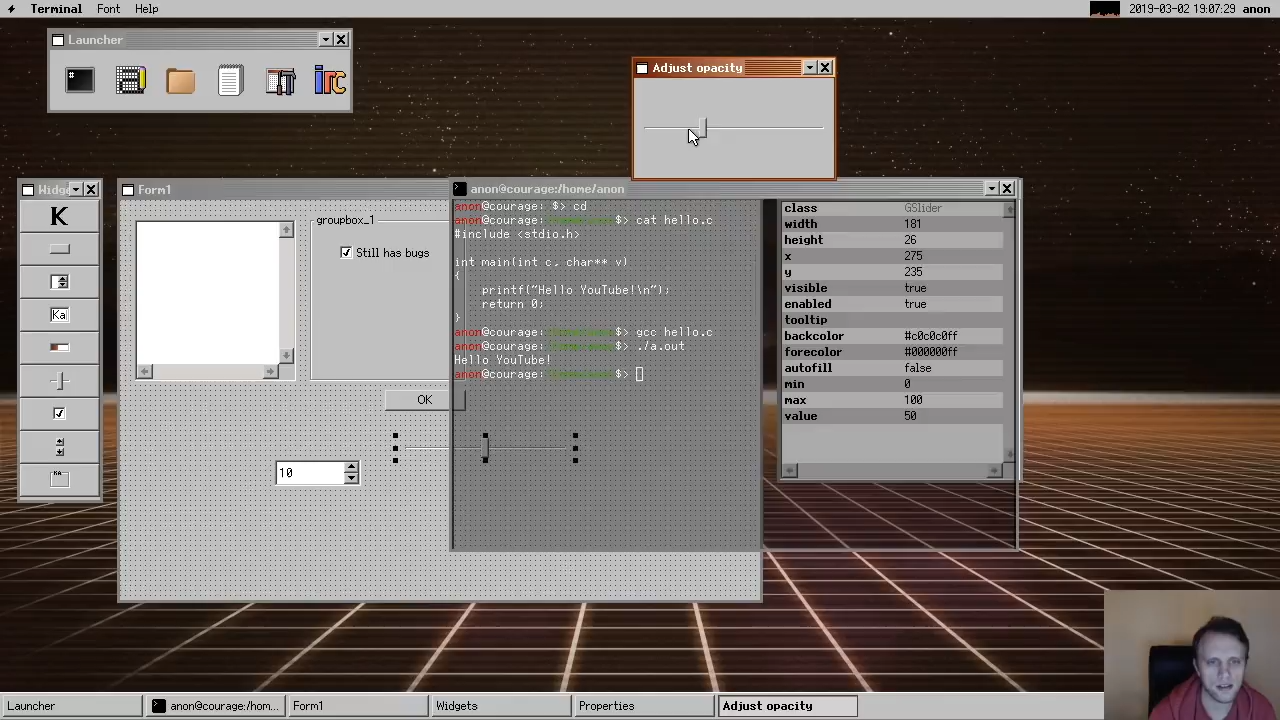 Terminal Font Help 2019-03-02 19:07:29 anon
Launcher
Adjust opacity
irc
Widge
K
Ka
Form1
groupbox_1
Still has bugs
OK
10
anon@courage:/home/anon
anon@courage: $> cd
anon@courage: $> cat hello.c
#include <stdio.h>
int main(int c, char** v)
{
printf("Hello YouTube!\n");
return 0;
}
anon@courage: $> gcc hello.c
anon@courage: $> ./a.out
Hello YouTube!
anon@courage: $>
class GSlider
width 181
height 26
x 275
y 235
visible true
enabled true
tooltip
backcolor #c0c0c0ff
forecolor #000000ff
autofill false
min 0
max 100
value 50
Launcher
anon@courage:/hom...
Form1
Widgets
Properties
Adjust opacity